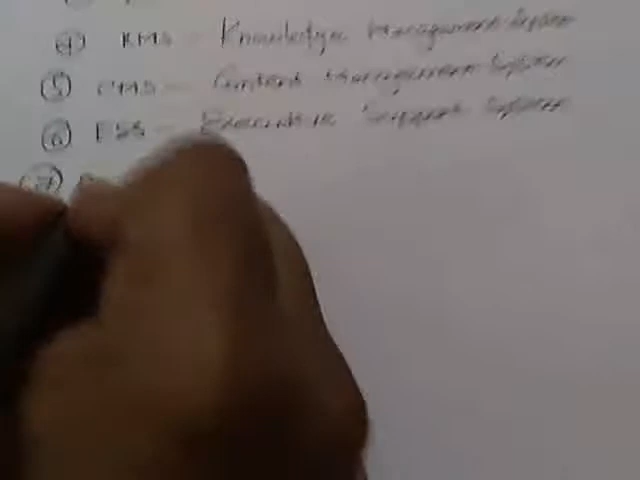 ④ KMS - Knowledge Management System
⑤ CMS - Content Management System
⑥ ESS - Executive Support System
⑦